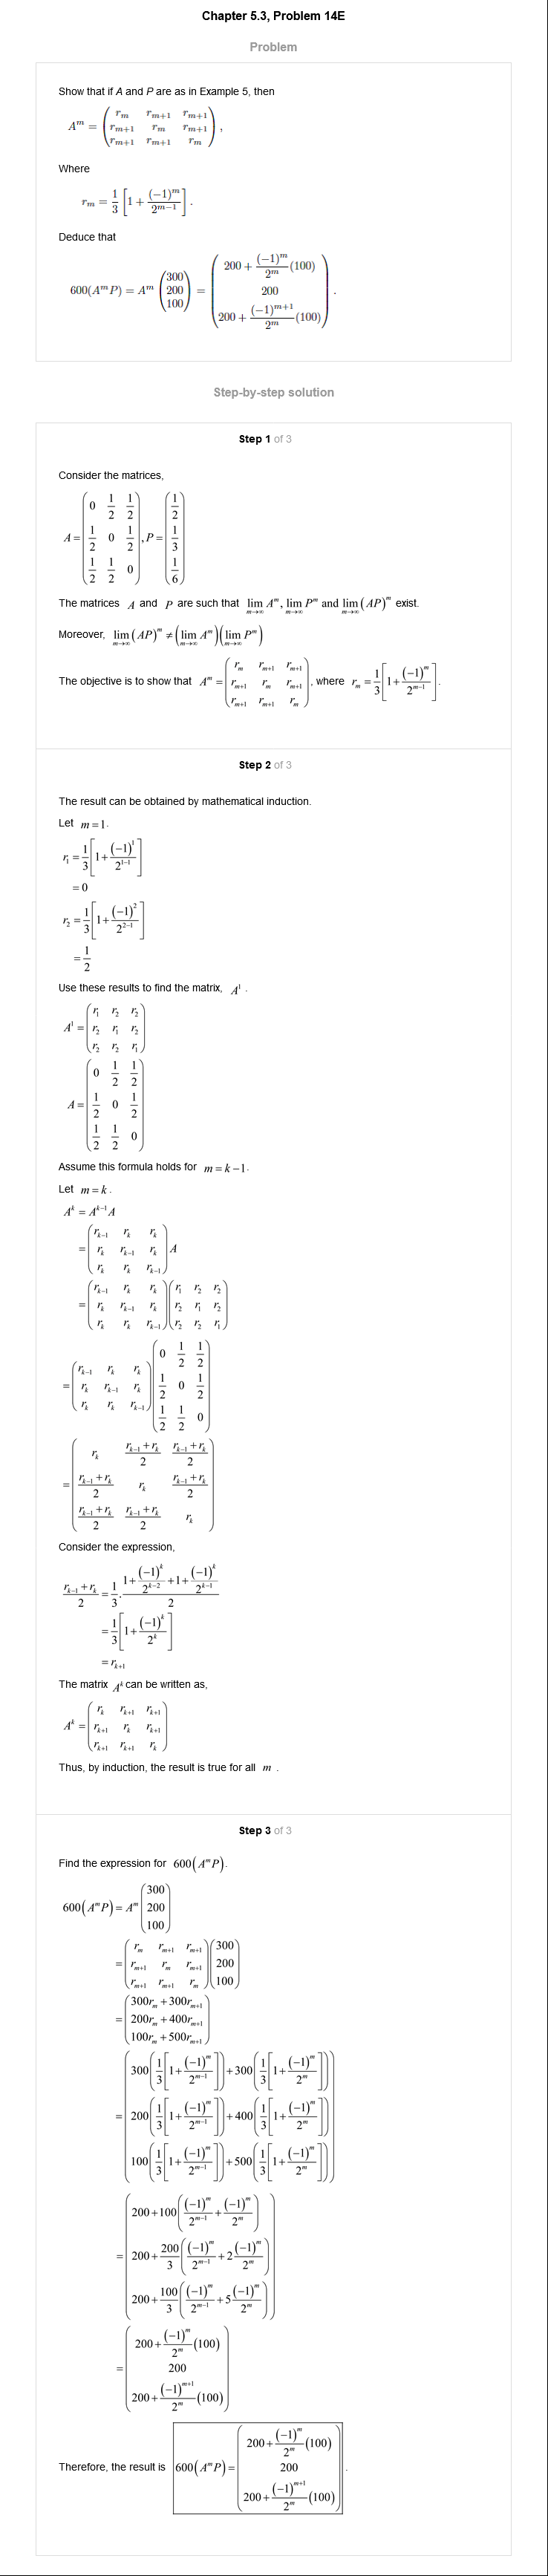 Chapter 5.3, Problem 14E
Problem
Show that if A and P are as in Example 5, then
A^m = \begin{pmatrix} r_m & r_{m+1} & r_{m+1} \\ r_{m+1} & r_m & r_{m+1} \\ r_{m+1} & r_{m+1} & r_m \end{pmatrix},
Where
r_m = \frac{1}{3}\left[1 + \frac{(-1)^m}{2^{m-1}}\right].
Deduce that
600(A^m P) = A^m \begin{pmatrix} 300 \\ 200 \\ 100 \end{pmatrix} = \begin{pmatrix} 200 + \frac{(-1)^m}{2^m}(100) \\ 200 \\ 200 + \frac{(-1)^{m+1}}{2^m}(100) \end{pmatrix}.
Step-by-step solution
Step 1 of 3
Consider the matrices,
A = \begin{pmatrix} 0 & \frac{1}{2} & \frac{1}{2} \\ \frac{1}{2} & 0 & \frac{1}{2} \\ \frac{1}{2} & \frac{1}{2} & 0 \end{pmatrix}, P = \begin{pmatrix} \frac{1}{2} \\ \frac{1}{3} \\ \frac{1}{6} \end{pmatrix}
The matrices A and P are such that \lim_{m→∞} A^m, \lim_{m→∞} P^m and \lim_{m→∞} (AP)^m exist.
Moreover, \lim_{m→∞} (AP)^m ≠ \left(\lim_{m→∞} A^m\right)\left(\lim_{m→∞} P^m\right)
The objective is to show that A^m = \begin{pmatrix} r_m & r_{m+1} & r_{m+1} \\ r_{m+1} & r_m & r_{m+1} \\ r_{m+1} & r_{m+1} & r_m \end{pmatrix}, where r_m = \frac{1}{3}\left[1 + \frac{(-1)^m}{2^{m-1}}\right].
Step 2 of 3
The result can be obtained by mathematical induction.
Let m = 1.
r_1 = \frac{1}{3}\left[1 + \frac{(-1)^1}{2^{1-1}}\right]
= 0
r_2 = \frac{1}{3}\left[1 + \frac{(-1)^2}{2^{2-1}}\right]
= \frac{1}{2}
Use these results to find the matrix, A^1 .
A^1 = \begin{pmatrix} r_1 & r_2 & r_2 \\ r_2 & r_1 & r_2 \\ r_2 & r_2 & r_1 \end{pmatrix}
A = \begin{pmatrix} 0 & \frac{1}{2} & \frac{1}{2} \\ \frac{1}{2} & 0 & \frac{1}{2} \\ \frac{1}{2} & \frac{1}{2} & 0 \end{pmatrix}
Assume this formula holds for m = k-1.
Let m = k.
A^k = A^{k-1} A
= \begin{pmatrix} r_{k-1} & r_k & r_k \\ r_k & r_{k-1} & r_k \\ r_k & r_k & r_{k-1} \end{pmatrix} A
= \begin{pmatrix} r_{k-1} & r_k & r_k \\ r_k & r_{k-1} & r_k \\ r_k & r_k & r_{k-1} \end{pmatrix} \begin{pmatrix} r_1 & r_2 & r_2 \\ r_2 & r_1 & r_2 \\ r_2 & r_2 & r_1 \end{pmatrix}
= \begin{pmatrix} r_{k-1} & r_k & r_k \\ r_k & r_{k-1} & r_k \\ r_k & r_k & r_{k-1} \end{pmatrix} \begin{pmatrix} 0 & \frac{1}{2} & \frac{1}{2} \\ \frac{1}{2} & 0 & \frac{1}{2} \\ \frac{1}{2} & \frac{1}{2} & 0 \end{pmatrix}
= \begin{pmatrix} r_k & \frac{r_{k-1}+r_k}{2} & \frac{r_{k-1}+r_k}{2} \\ \frac{r_{k-1}+r_k}{2} & r_k & \frac{r_{k-1}+r_k}{2} \\ \frac{r_{k-1}+r_k}{2} & \frac{r_{k-1}+r_k}{2} & r_k \end{pmatrix}
Consider the expression,
\frac{r_{k-1}+r_k}{2} = \frac{1}{3} \cdot \frac{1 + \frac{(-1)^k}{2^{k-2}} + 1 + \frac{(-1)^k}{2^{k-1}}}{2}
= \frac{1}{3}\left[1 + \frac{(-1)^k}{2^k}\right]
= r_{k+1}
The matrix A^k can be written as,
A^k = \begin{pmatrix} r_k & r_{k+1} & r_{k+1} \\ r_{k+1} & r_k & r_{k+1} \\ r_{k+1} & r_{k+1} & r_k \end{pmatrix}
Thus, by induction, the result is true for all m .
Step 3 of 3
Find the expression for 600(A^m P).
600(A^m P) = A^m \begin{pmatrix} 300 \\ 200 \\ 100 \end{pmatrix}
= \begin{pmatrix} r_m & r_{m+1} & r_{m+1} \\ r_{m+1} & r_m & r_{m+1} \\ r_{m+1} & r_{m+1} & r_m \end{pmatrix} \begin{pmatrix} 300 \\ 200 \\ 100 \end{pmatrix}
= \begin{pmatrix} 300r_m + 300r_{m+1} \\ 200r_m + 400r_{m+1} \\ 100r_m + 500r_{m+1} \end{pmatrix}
= \begin{pmatrix} 300\left(\frac{1}{3}\left[1 + \frac{(-1)^m}{2^{m-1}}\right]\right) + 300\left(\frac{1}{3}\left[1 + \frac{(-1)^m}{2^m}\right]\right) \\ 200\left(\frac{1}{3}\left[1 + \frac{(-1)^m}{2^{m-1}}\right]\right) + 400\left(\frac{1}{3}\left[1 + \frac{(-1)^m}{2^m}\right]\right) \\ 100\left(\frac{1}{3}\left[1 + \frac{(-1)^m}{2^{m-1}}\right]\right) + 500\left(\frac{1}{3}\left[1 + \frac{(-1)^m}{2^m}\right]\right) \end{pmatrix}
= \begin{pmatrix} 200 + 100\left(\frac{(-1)^m}{2^{m-1}} + \frac{(-1)^m}{2^m}\right) \\ 200 + \frac{200}{3}\left(\frac{(-1)^m}{2^{m-1}} + 2\frac{(-1)^m}{2^m}\right) \\ 200 + \frac{100}{3}\left(\frac{(-1)^m}{2^{m-1}} + 5\frac{(-1)^m}{2^m}\right) \end{pmatrix}
= \begin{pmatrix} 200 + \frac{(-1)^m}{2^m}(100) \\ 200 \\ 200 + \frac{(-1)^{m+1}}{2^m}(100) \end{pmatrix}
Therefore, the result is 600(A^m P) = \begin{pmatrix} 200 + \frac{(-1)^m}{2^m}(100) \\ 200 \\ 200 + \frac{(-1)^{m+1}}{2^m}(100) \end{pmatrix}.